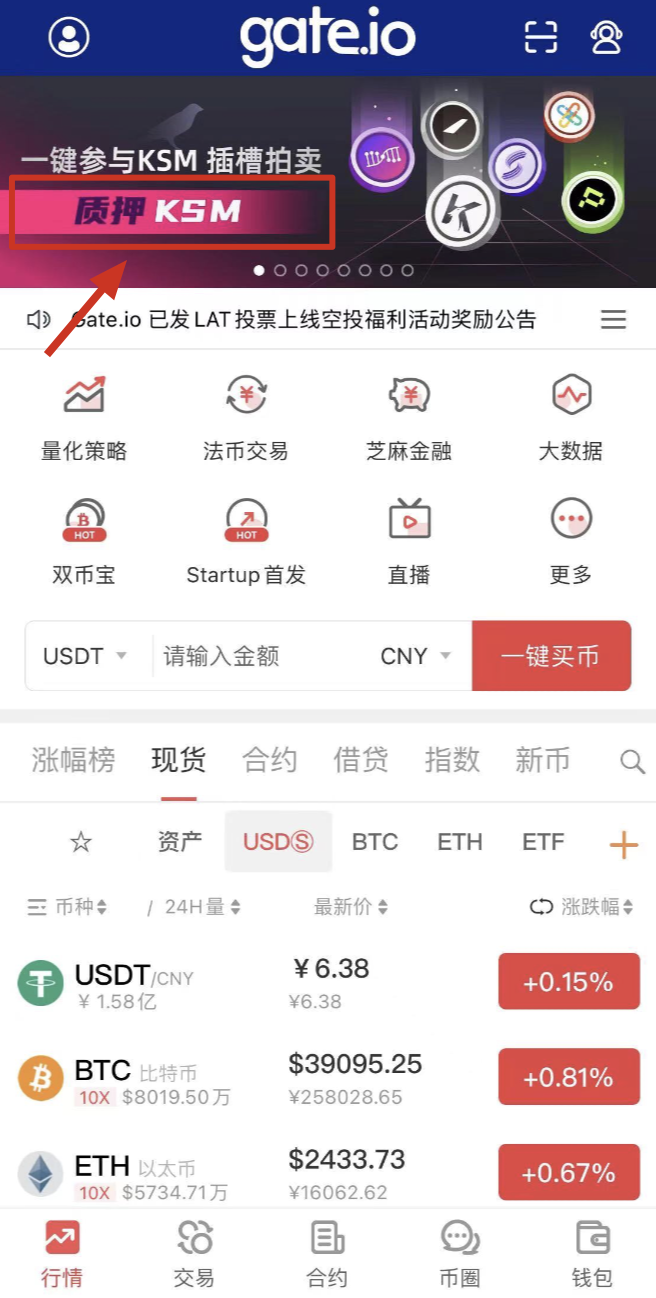 gate.io
一键参与KSM 插槽拍卖
质押 KSM
Gate.io 已发 LAT 投票上线空投福利活动奖励公告
量化策略 法币交易 芝麻金融 大数据
HOT HOT
双币宝 Startup首发 直播 更多
USDT 请输入金额 CNY 一键买币
涨幅榜 现货 合约 借贷 指数 新币
资产 USDⓈ BTC ETH ETF
币种 / 24H量 最新价 涨跌幅
USDT/CNY ¥6.38 +0.15%
¥ 1.58亿 ¥6.38
BTC 比特币 $39095.25 +0.81%
10X $8019.50万 ¥258028.65
ETH 以太币 $2433.73 +0.67%
10X $5734.71万 ¥16062.62
行情 交易 合约 币圈 钱包